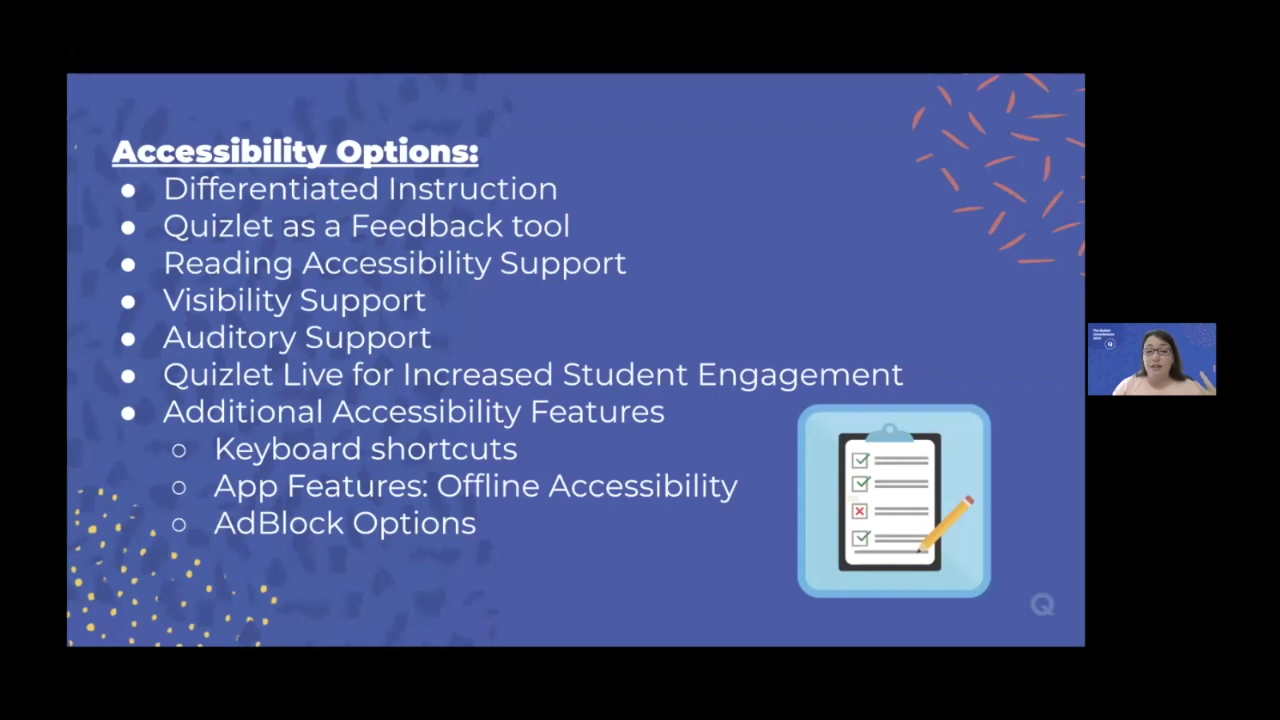 Accessibility Options:
● Differentiated Instruction
● Quizlet as a Feedback tool
● Reading Accessibility Support
● Visibility Support
● Auditory Support
● Quizlet Live for Increased Student Engagement
● Additional Accessibility Features
○ Keyboard shortcuts
○ App Features: Offline Accessibility
○ AdBlock Options
Q